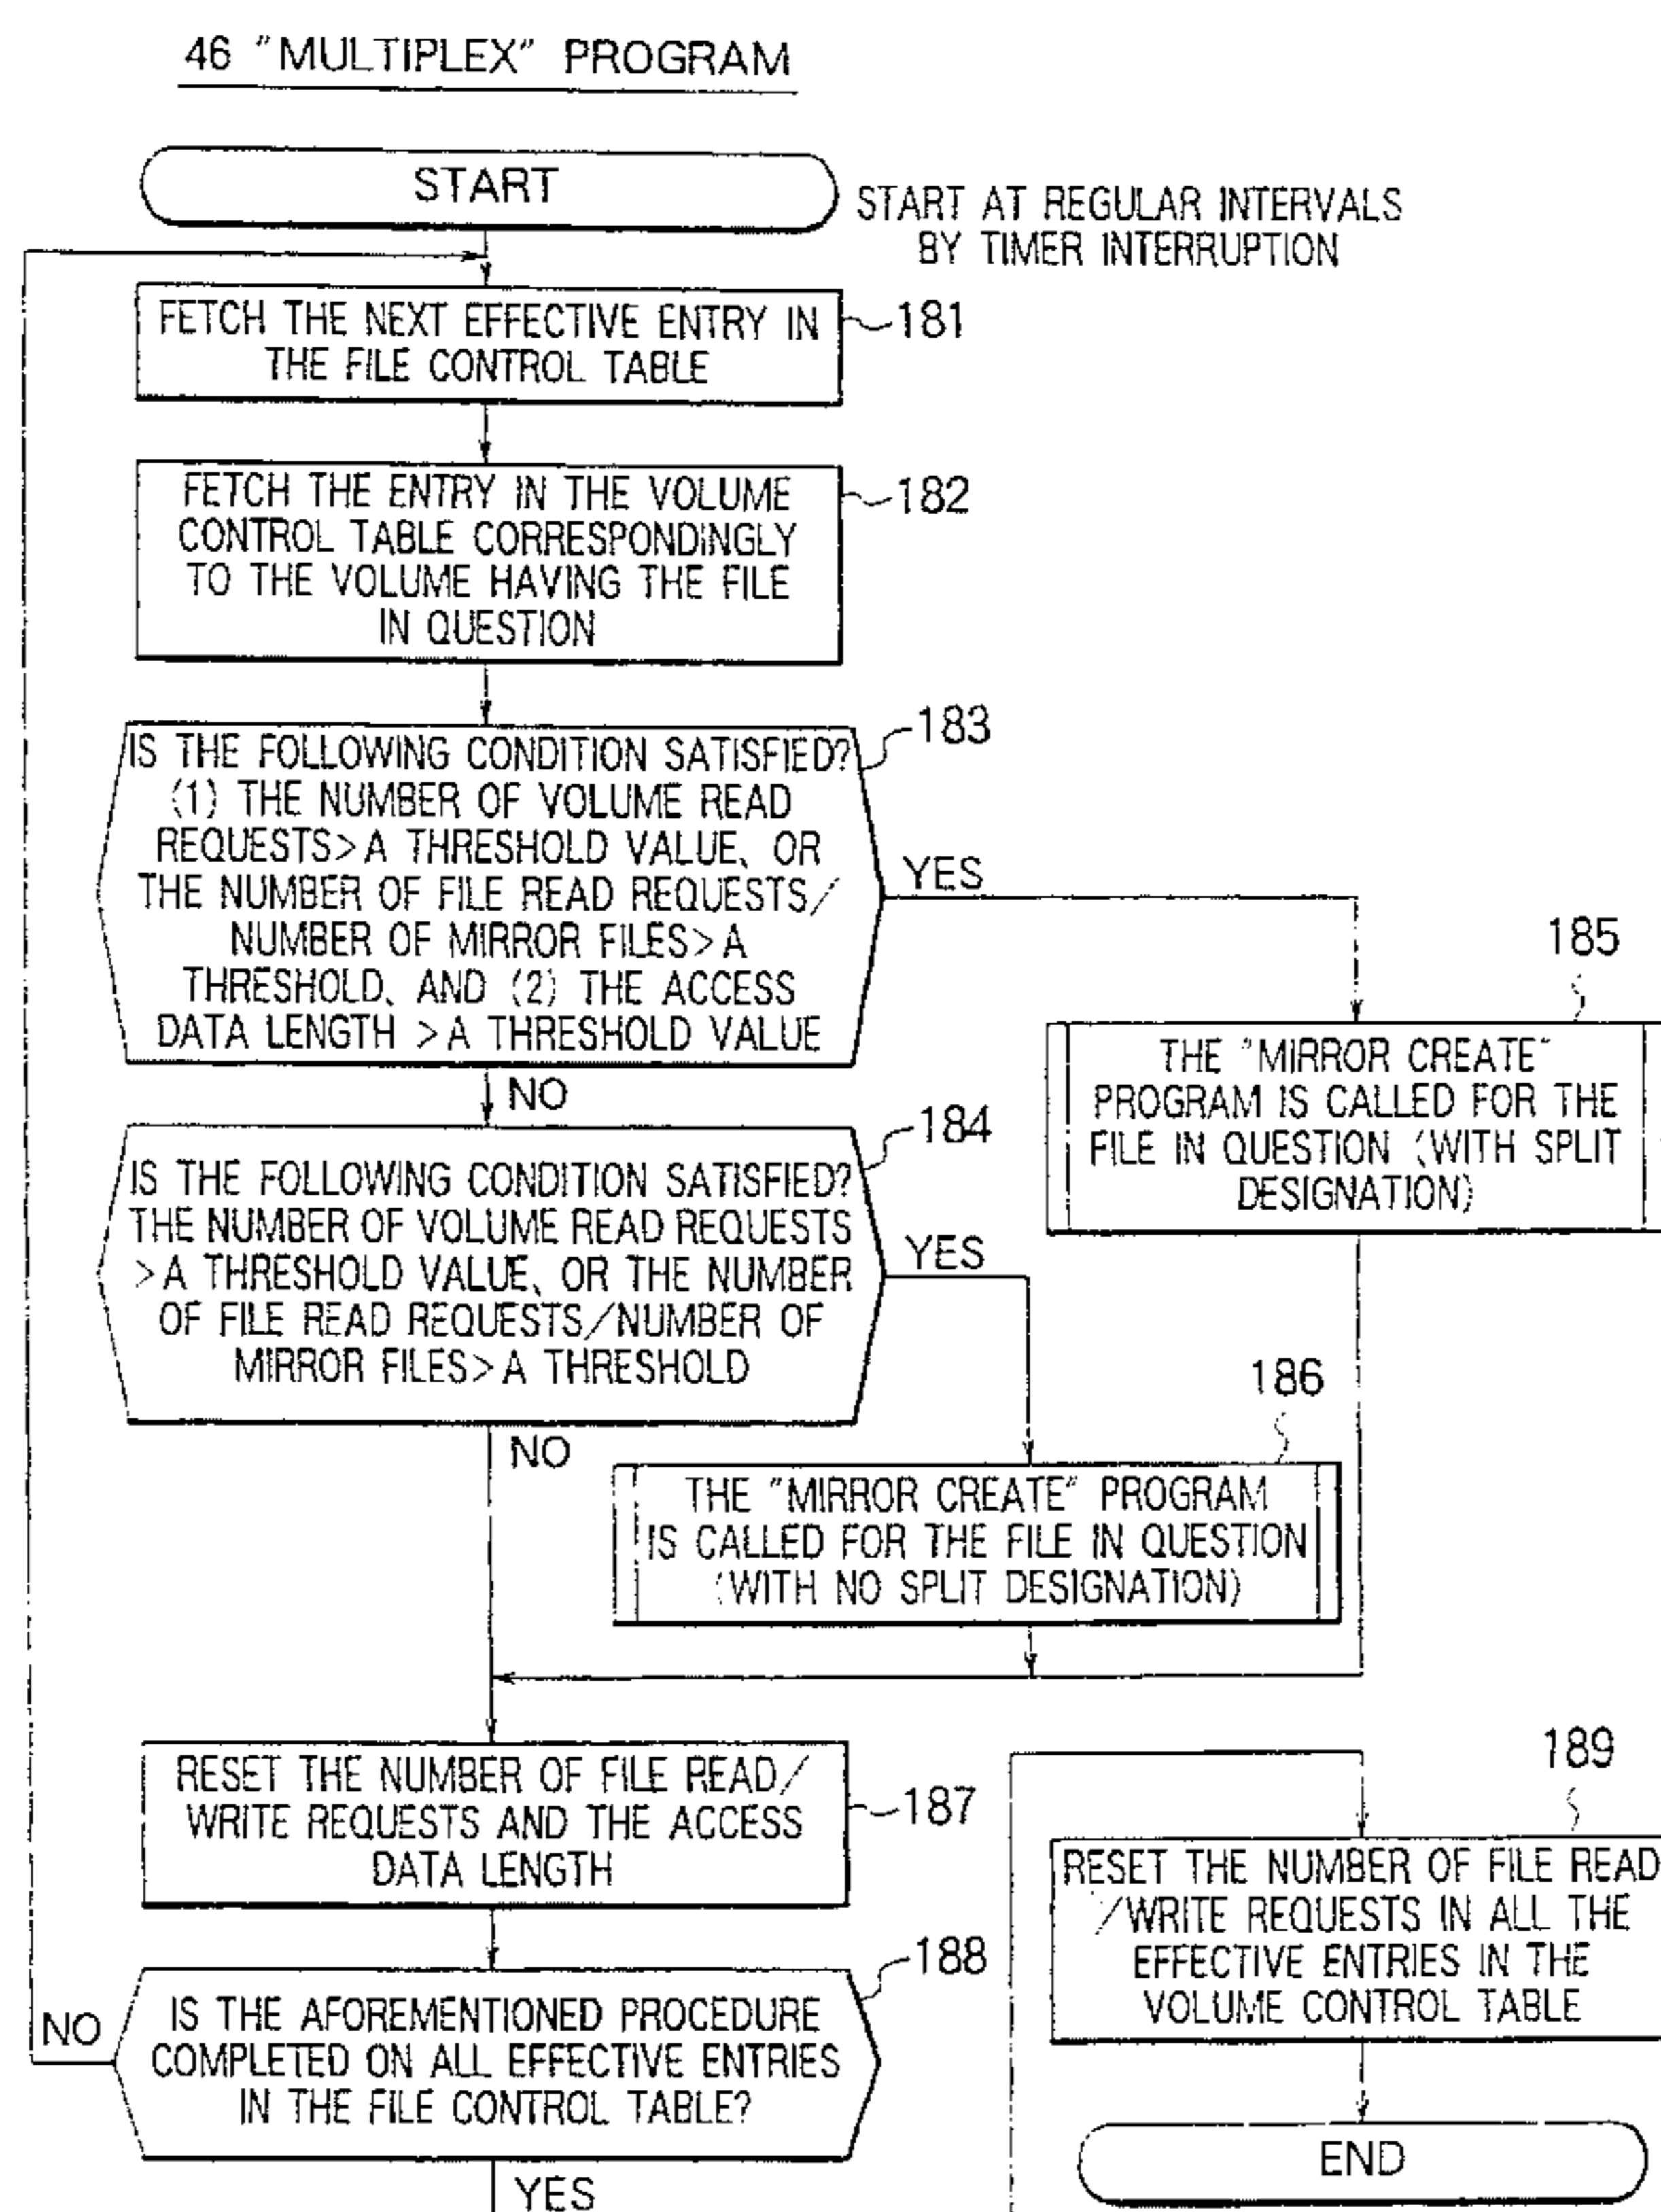 46 "MULTIPLEX" PROGRAM
START
START AT REGULAR INTERVALS
BY TIMER INTERRUPTION
FETCH THE NEXT EFFECTIVE ENTRY IN
THE FILE CONTROL TABLE
181
FETCH THE ENTRY IN THE VOLUME
CONTROL TABLE CORRESPONDINGLY
TO THE VOLUME HAVING THE FILE
IN QUESTION
182
IS THE FOLLOWING CONDITION SATISFIED?
(1) THE NUMBER OF VOLUME READ
REQUESTS>A THRESHOLD VALUE, OR
THE NUMBER OF FILE READ REQUESTS/
NUMBER OF MIRROR FILES>A
THRESHOLD, AND (2) THE ACCESS
DATA LENGTH >A THRESHOLD VALUE
183
YES
NO
185
THE "MIRROR CREATE"
PROGRAM IS CALLED FOR THE
FILE IN QUESTION (WITH SPLIT
DESIGNATION)
184
IS THE FOLLOWING CONDITION SATISFIED?
THE NUMBER OF VOLUME READ REQUESTS
>A THRESHOLD VALUE, OR THE NUMBER
OF FILE READ REQUESTS/NUMBER OF
MIRROR FILES>A THRESHOLD
YES
NO
186
THE "MIRROR CREATE" PROGRAM
IS CALLED FOR THE FILE IN QUESTION
(WITH NO SPLIT DESIGNATION)
RESET THE NUMBER OF FILE READ/
WRITE REQUESTS AND THE ACCESS
DATA LENGTH
187
188
IS THE AFOREMENTIONED PROCEDURE
COMPLETED ON ALL EFFECTIVE ENTRIES
IN THE FILE CONTROL TABLE?
NO
YES
189
RESET THE NUMBER OF FILE READ
/WRITE REQUESTS IN ALL THE
EFFECTIVE ENTRIES IN THE
VOLUME CONTROL TABLE
END